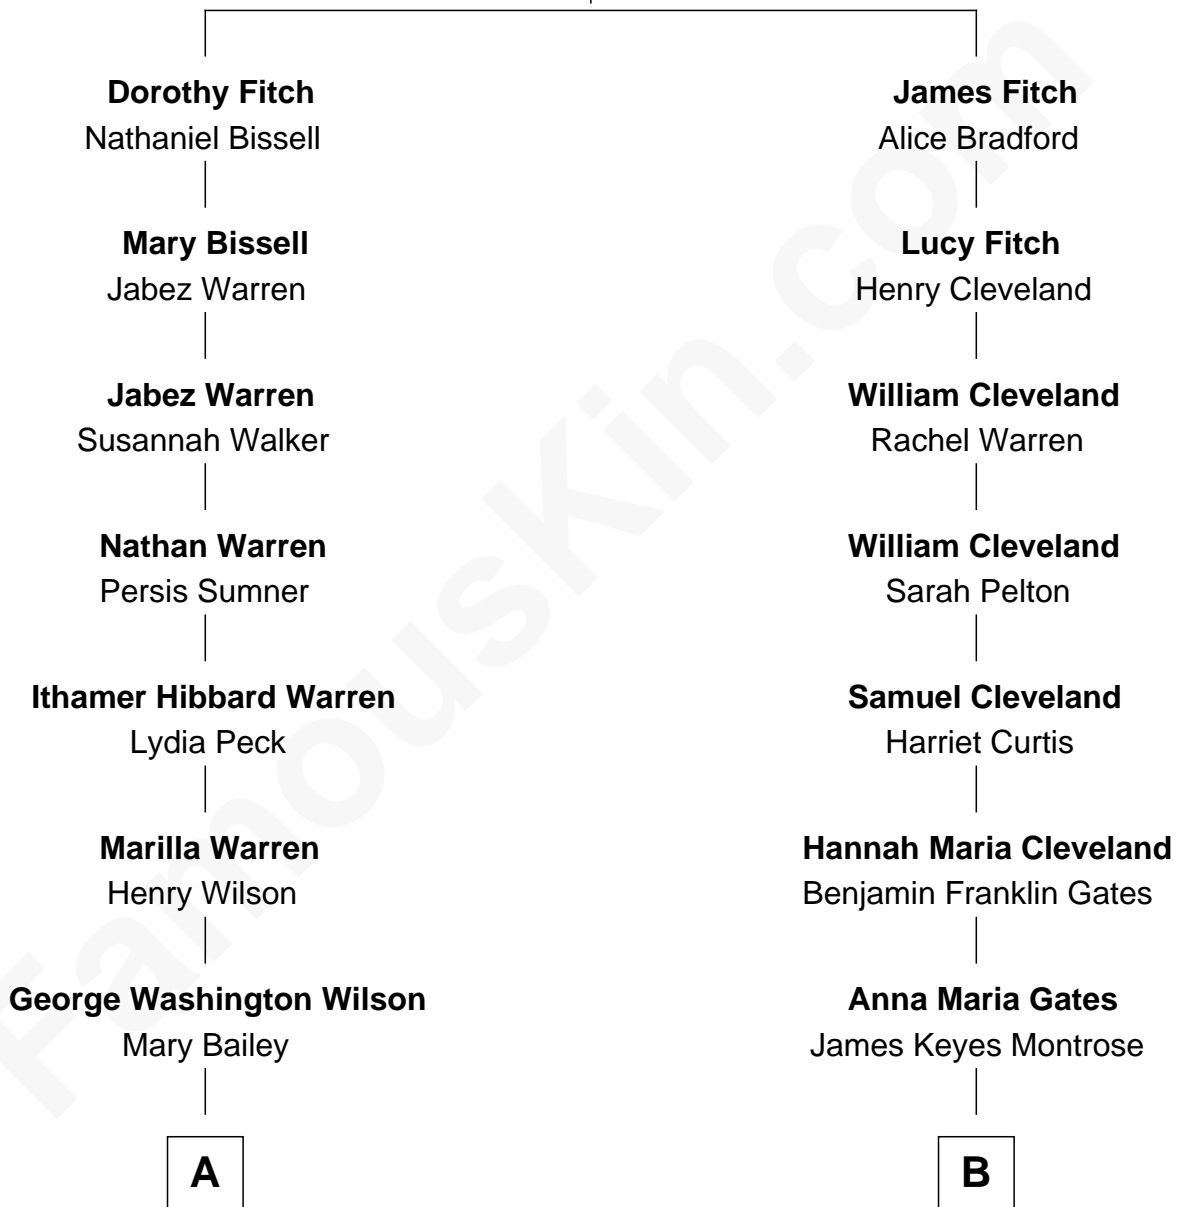 Dorothy Fitch
Nathaniel Bissell
Mary Bissell
Jabez Warren
Jabez Warren
Susannah Walker
Nathan Warren
Persis Sumner
Ithamer Hibbard Warren
Lydia Peck
Marilla Warren
Henry Wilson
George Washington Wilson
Mary Bailey
A
James Fitch
Alice Bradford
Lucy Fitch
Henry Cleveland
William Cleveland
Rachel Warren
William Cleveland
Sarah Pelton
Samuel Cleveland
Harriet Curtis
Hannah Maria Cleveland
Benjamin Franklin Gates
Anna Maria Gates
James Keyes Montrose
B
FamousKin.com